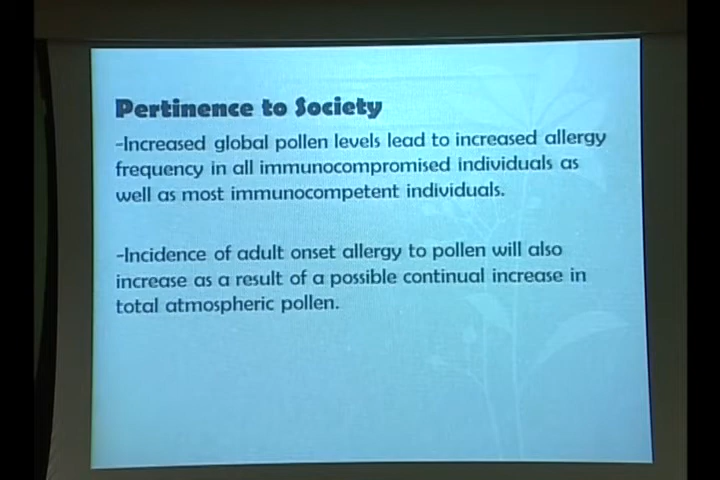 Pertinence to Society
-Increased global pollen levels lead to increased allergy
frequency in all immunocompromised individuals as
well as most immunocompetent individuals.
-Incidence of adult onset allergy to pollen will also
increase as a result of a possible continual increase in
total atmospheric pollen.